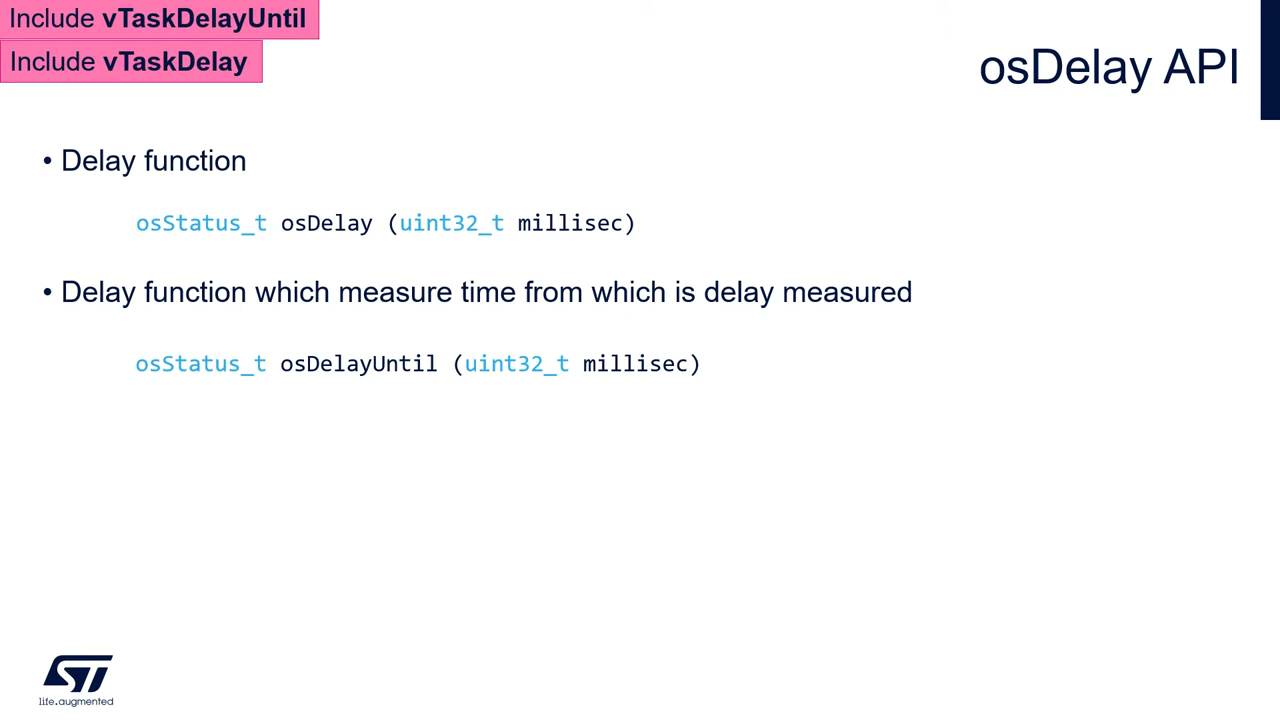 Include vTaskDelayUntil
Include vTaskDelay
osDelay API
• Delay function
osStatus_t osDelay (uint32_t millisec)
• Delay function which measure time from which is delay measured
osStatus_t osDelayUntil (uint32_t millisec)
ST
life.augmented